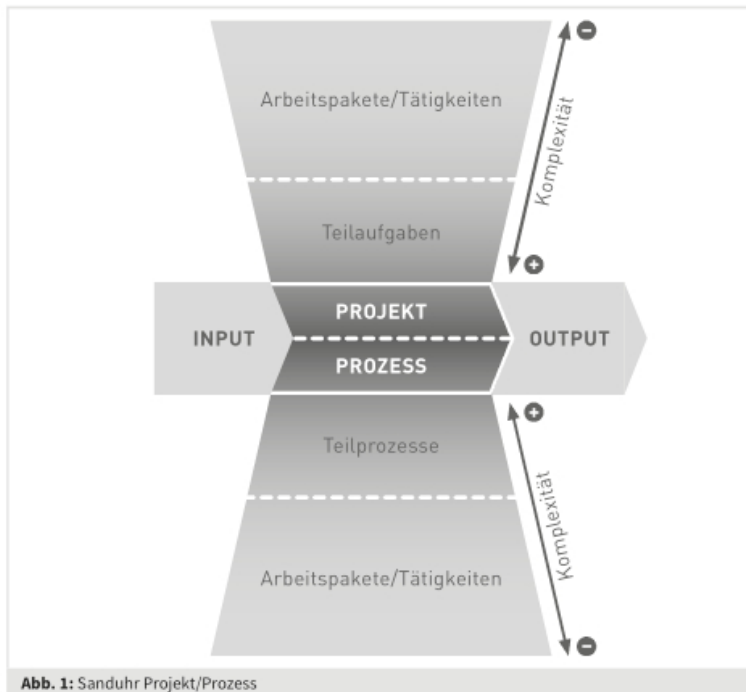 Arbeitspakete/Tätigkeiten
Komplexität
Teilaufgaben
INPUT
PROJEKT
PROZESS
OUTPUT
Teilprozesse
Komplexität
Arbeitspakete/Tätigkeiten
Abb. 1: Sanduhr Projekt/Prozess